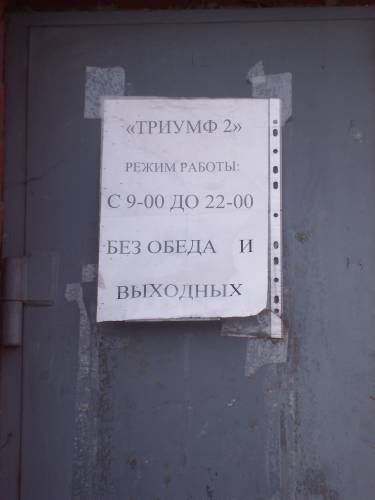 «ТРИУМФ 2»
РЕЖИМ РАБОТЫ:
С 9-00 ДО 22-00
БЕЗ ОБЕДА И
ВЫХОДНЫХ